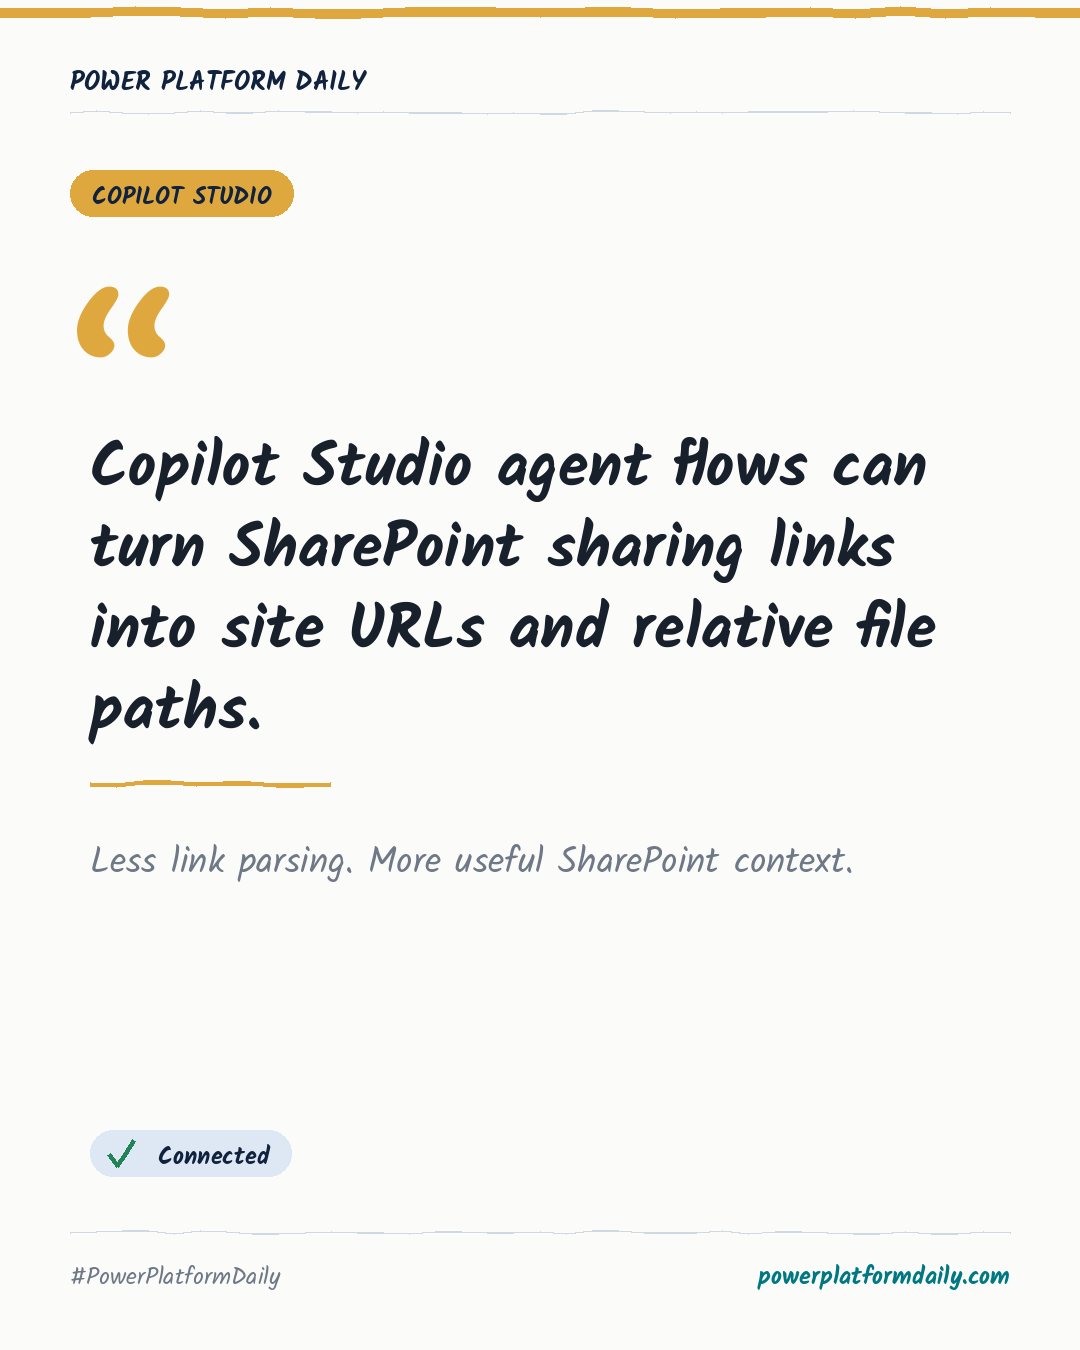 POWER PLATFORM DAILY
COPILOT STUDIO
“
Copilot Studio agent flows can
turn SharePoint sharing links
into site URLs and relative file
paths.
Less link parsing. More useful SharePoint context.
Connected
#PowerPlatformDaily
powerplatformdaily.com